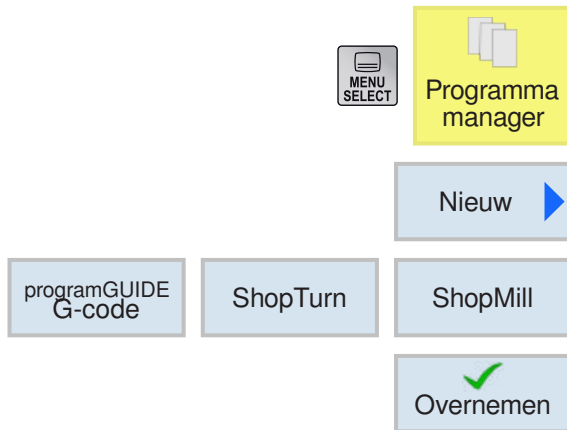 MENU
SELECT
Programma
manager
Nieuw
programGUIDE
G-code
ShopTurn
ShopMill
Overnemen